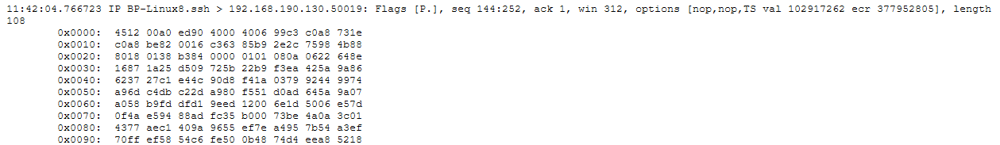 11:42:04.766723 IP BP-Linux8.ssh > 192.168.190.130.50019: Flags [P.], seq 144:252, ack 1, win 312, options [nop,nop,TS val 102917262 ecr 377952805], length
108
0x0000: 4512 00a0 ed90 4000 4006 99c3 c0a8 731e
0x0010: c0a8 be82 0016 c363 85b9 2e2c 7598 4b88
0x0020: 8018 0138 b384 0000 0101 080a 0622 648e
0x0030: 1687 1a25 d509 725b 22b9 f3ea 425a 9a86
0x0040: 6237 27c1 e44c 90d8 f41a 0379 9244 9974
0x0050: a96d c4db c22d a980 f551 d0ad 645a 9a07
0x0060: a058 b9fd dfd1 9eed 1200 6e1d 5006 e57d
0x0070: 0f4a e594 88ad fc35 b000 73be 4a0a 3c01
0x0080: 4377 aec1 409a 9655 ef7e a495 7b54 a3ef
0x0090: 70ff ef58 54c6 fe50 0b48 74d4 eea8 5218